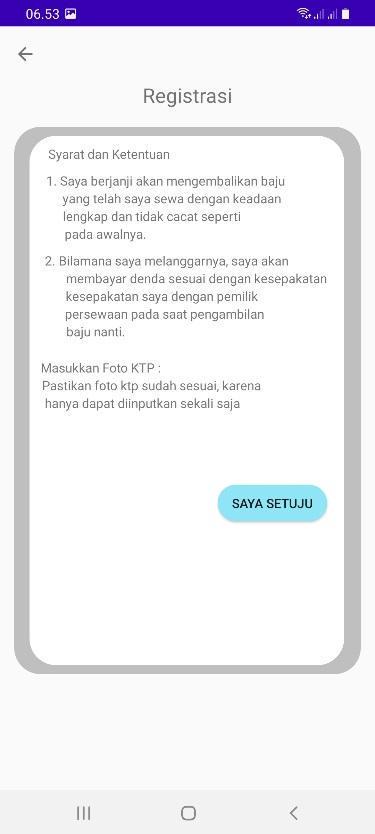 06.53
Registrasi
Syarat dan Ketentuan
1. Saya berjanji akan mengembalikan baju
yang telah saya sewa dengan keadaan
lengkap dan tidak cacat seperti
pada awalnya.
2. Bilamana saya melanggarnya, saya akan
membayar denda sesuai dengan kesepakatan
kesepakatan saya dengan pemilik
persewaan pada saat pengambilan
baju nanti.
Masukkan Foto KTP :
Pastikan foto ktp sudah sesuai, karena
hanya dapat diinputkan sekali saja
SAYA SETUJU